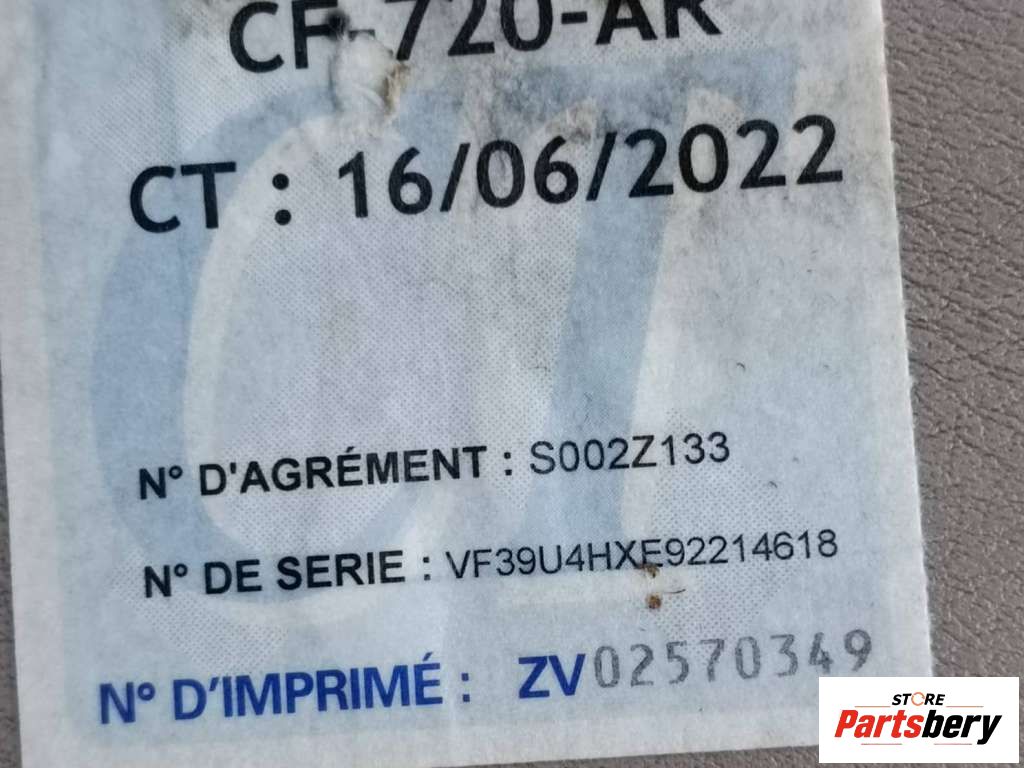 CF-720-AR
CT : 16/06/2022
N° D'AGRÉMENT : S002Z133
N° DE SERIE : VF39U4HXE92214618
N° D'IMPRIMÉ : ZV02570349
STORE
Partsbery